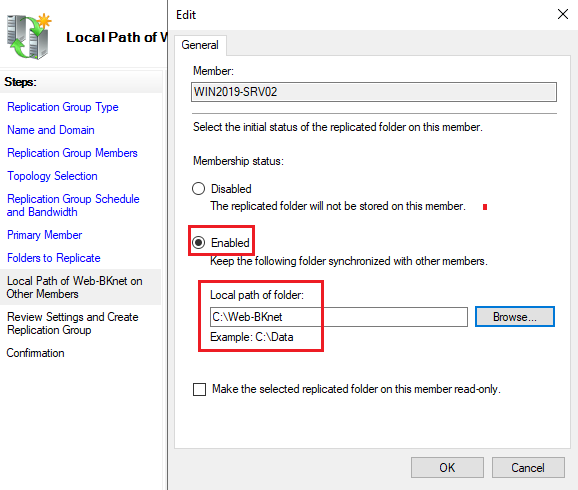 Local Path of W
Steps:
Replication Group Type
Name and Domain
Replication Group Members
Topology Selection
Replication Group Schedule
and Bandwidth
Primary Member
Folders to Replicate
Local Path of Web-BKnet on
Other Members
Review Settings and Create
Replication Group
Confirmation
Edit
General
Member:
WIN2019-SRV02
Select the initial status of the replicated folder on this member.
Membership status:
Disabled
The replicated folder will not be stored on this member.
Enabled
Keep the following folder synchronized with other members.
Local path of folder:
C:\Web-BKnet
Browse...
Example: C:\Data
Make the selected replicated folder on this member read-only.
OK
Cancel